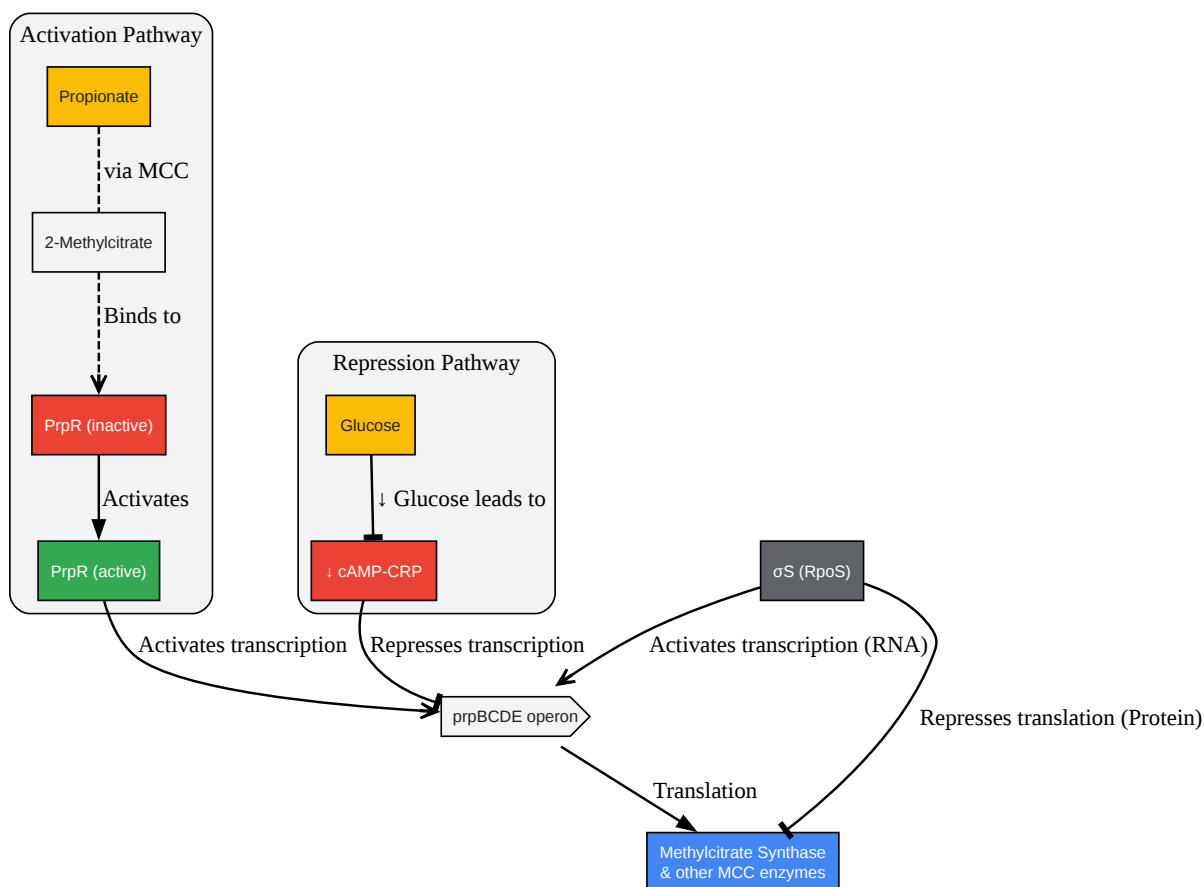 Activation Pathway
Propionate
via MCC
2-Methylcitrate
Binds to
PrpR (inactive)
Activates
PrpR (active)
Repression Pathway
Glucose
↓ Glucose leads to
↓ cAMP-CRP
σS (RpoS)
Activates transcription
Represses transcription
Activates transcription (RNA)
Represses translation (Protein)
prpBCDE operon
Translation
Methylcitrate Synthase
& other MCC enzymes